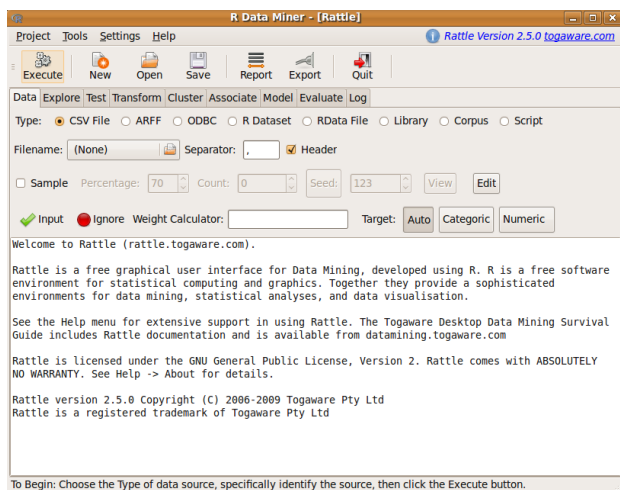 R Data Miner - [Rattle]
Project Tools Settings Help Rattle Version 2.5.0 togaware.com
Execute New Open Save Report Export Quit
Data Explore Test Transform Cluster Associate Model Evaluate Log
Type: CSV File ARFF ODBC R Dataset RData File Library Corpus Script
Filename: (None) Separator: , Header
Sample Percentage: 70 Count: 0 Seed: 123 View Edit
Input Ignore Weight Calculator: Target: Auto Categoric Numeric
Welcome to Rattle (rattle.togaware.com).
Rattle is a free graphical user interface for Data Mining, developed using R. R is a free software
environment for statistical computing and graphics. Together they provide a sophisticated
environments for data mining, statistical analyses, and data visualisation.
See the Help menu for extensive support in using Rattle. The Togaware Desktop Data Mining Survival
Guide includes Rattle documentation and is available from datamining.togaware.com
Rattle is licensed under the GNU General Public License, Version 2. Rattle comes with ABSOLUTELY
NO WARRANTY. See Help -> About for details.
Rattle version 2.5.0 Copyright (C) 2006-2009 Togaware Pty Ltd
Rattle is a registered trademark of Togaware Pty Ltd
To Begin: Choose the Type of data source, specifically identify the source, then click the Execute button.